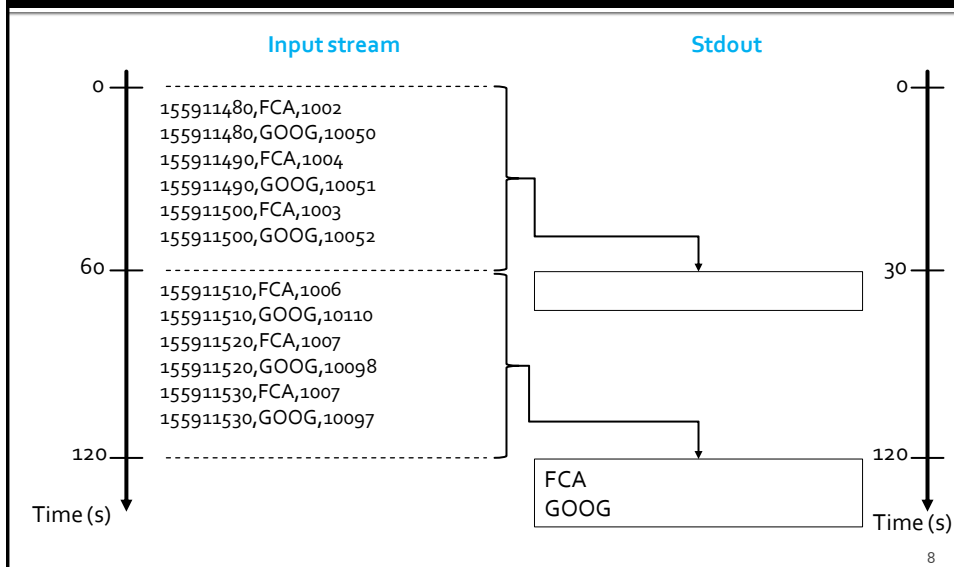 Input stream
Stdout
0
155911480,FCA,1002
155911480,GOOG,10050
155911490,FCA,1004
155911490,GOOG,10051
155911500,FCA,1003
155911500,GOOG,10052
60
155911510,FCA,1006
155911510,GOOG,10110
155911520,FCA,1007
155911520,GOOG,10098
155911530,FCA,1007
155911530,GOOG,10097
120
Time (s)
0
30
120
FCA
GOOG
Time (s)
8